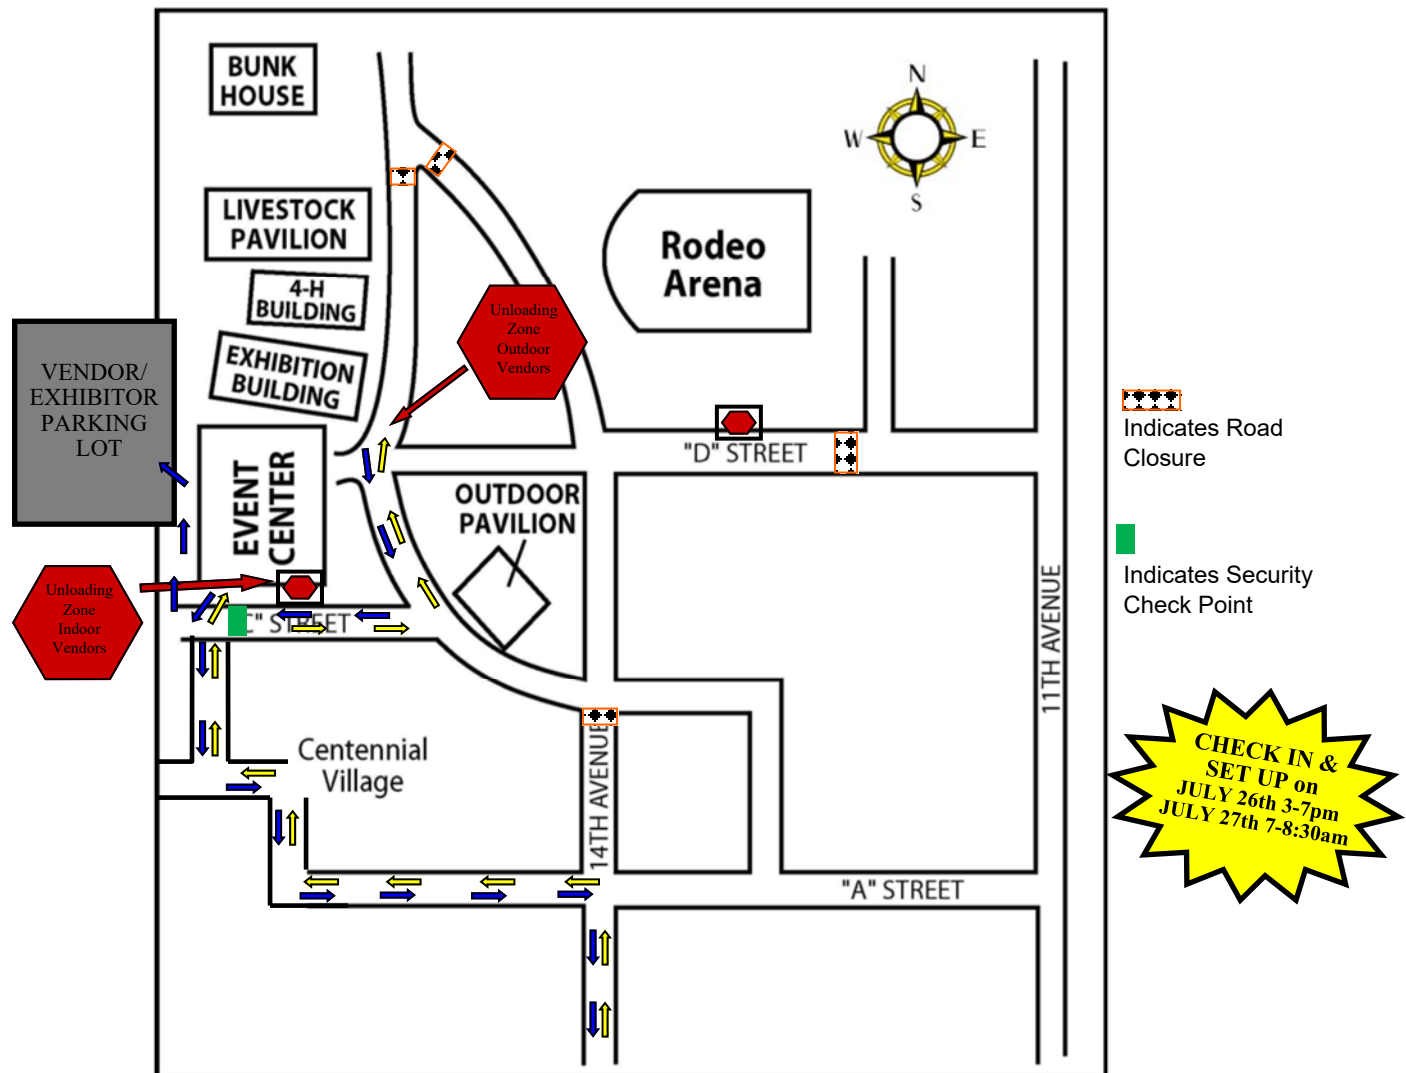 BUNK
HOUSE
N
W
E
S
LIVESTOCK
PAVILION
Rodeo
Arena
4-H
BUILDING
Unloading
Zone
Outdoor
Vendors
EXHIBITION
BUILDING
VENDOR/
EXHIBITOR
PARKING
LOT
Indicates Road
Closure
"D" STREET
EVENT
CENTER
OUTDOOR
PAVILION
Indicates Security
Check Point
Unloading
Zone
Indoor
Vendors
C" STREET
11TH AVENUE
Centennial
Village
14TH AVENUE
CHECK IN &
SET UP on
JULY 26th 3-7pm
JULY 27th 7-8:30am
"A" STREET